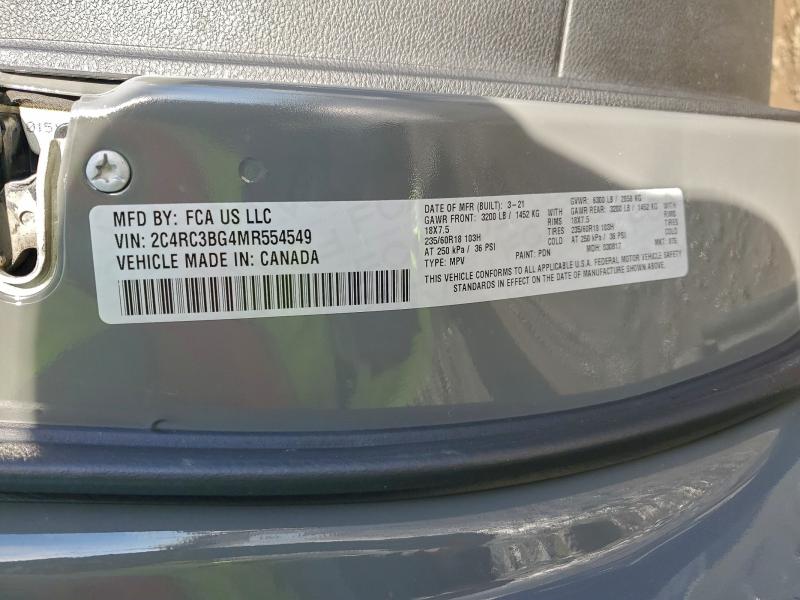 MFD BY: FCA US LLC
VIN: 2C4RC3BG4MR554549
VEHICLE MADE IN: CANADA
DATE OF MFR (BUILT): 3-21 GVWR: 6300 LB / 2858 KG
GAWR FRONT: 3200 LB / 1452 KG WITH GAWR REAR: 3200 LB / 1452 KG WITH
18X7.5 RIMS 18X7.5 RIMS
235/60R18 103H TIRES 235/60R18 103H TIRES
AT 250 kPa / 36 PSI COLD AT 250 kPa / 36 PSI COLD
TYPE: MPV PAINT: PDN MDH: 030817
THIS VEHICLE CONFORMS TO ALL APPLICABLE U.S.A. FEDERAL MOTOR VEHICLE SAFETY
STANDARDS IN EFFECT ON THE DATE OF MANUFACTURE SHOWN ABOVE.